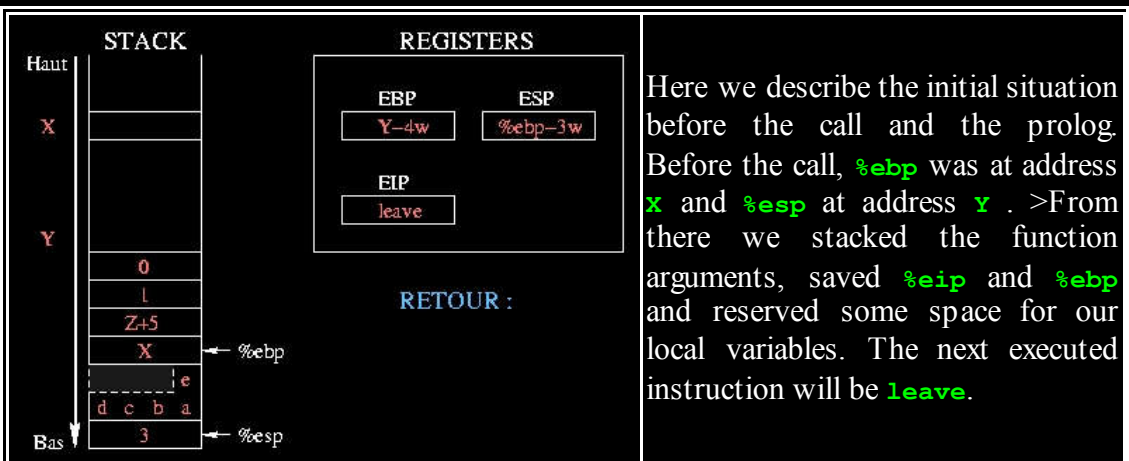 STACK
Haut
X
Y
0
1
Z+5
X
%ebp
e
d c b a
3
%esp
Bas
REGISTERS
EBP
ESP
Y-4w
%ebp-3w
EIP
leave
RETOUR :
Here we describe the initial situation
before the call and the prolog.
Before the call, %ebp was at address
X and %esp at address Y . >From
there we stacked the function
arguments, saved %eip and %ebp
and reserved some space for our
local variables. The next executed
instruction will be leave.